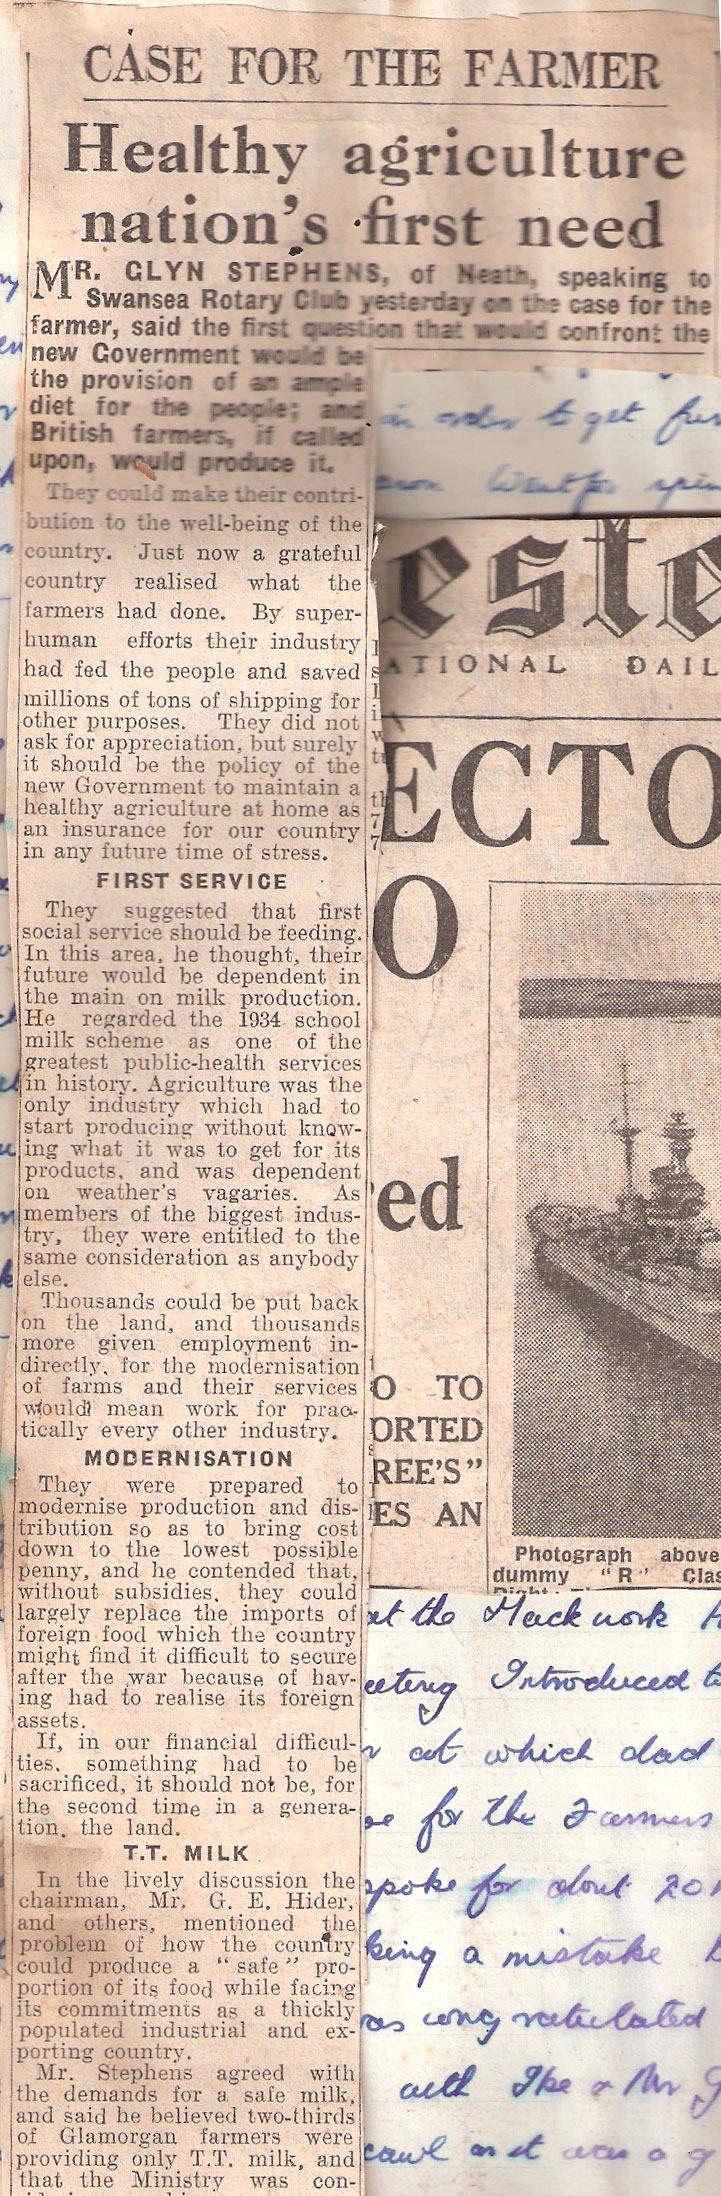 CASE FOR THE FARMER
Healthy agriculture
nation's first need
MR. GLYN STEPHENS, of Neath, speaking to
Swansea Rotary Club yesterday on the case for the
farmer, said the first question that would confront the
new Government would be
the provision of an ample
diet for the people; and
British farmers, if called
upon, would produce it.
They could make their contri-
bution to the well-being of the
country. Just now a grateful
country realised what the
farmers had done. By super-
human efforts their industry
had fed the people and saved
millions of tons of shipping for
other purposes. They did not
ask for appreciation, but surely
it should be the policy of the
new Government to maintain a
healthy agriculture at home as
an insurance for our country
in any future time of stress.
FIRST SERVICE
They suggested that first
social service should be feeding.
In this area, he thought, their
future would be dependent in
the main on milk production.
He regarded the 1934 school
milk scheme as one of the
greatest public-health services
in history. Agriculture was the
only industry which had to
start producing without know-
ing what it was to get for its
products, and was dependent
on weather's vagaries. As
members of the biggest indus-
try, they were entitled to the
same consideration as anybody
else.
Thousands could be put back
on the land, and thousands
more given employment in-
directly, for the modernisation
of farms and their services
would mean work for prac-
tically every other industry.
MODERNISATION
They were prepared to
modernise production and dis-
tribution so as to bring cost
down to the lowest possible
penny, and he contended that,
without subsidies, they could
largely replace the imports of
foreign food which the country
might find it difficult to secure
after the war because of hav-
ing had to realise its foreign
assets.
If, in our financial difficul-
ties, something had to be
sacrificed, it should not be, for
the second time in a genera-
tion, the land.
T.T. MILK
In the lively discussion the
chairman, Mr. G. E. Hider,
and others, mentioned the
problem of how the country
could produce a "safe" pro-
portion of its food while facing
its commitments as a thickly
populated industrial and ex-
porting country.
Mr. Stephens agreed with
the demands for a safe milk,
and said he believed two-thirds
of Glamorgan farmers were
providing only T.T. milk, and
that the Ministry was con-
in order to get
este
ATIONAL DAIL
ECTO
O
ed
O TO
ORTED
REE'S"
ES AN
Photograph above
dummy "R" Clas
at the Mack work
eeting Introduced
at which dad
for the Farmers
spoke for about 20
king a mistake
as congratulated
with Ike & Mr
as it was a g